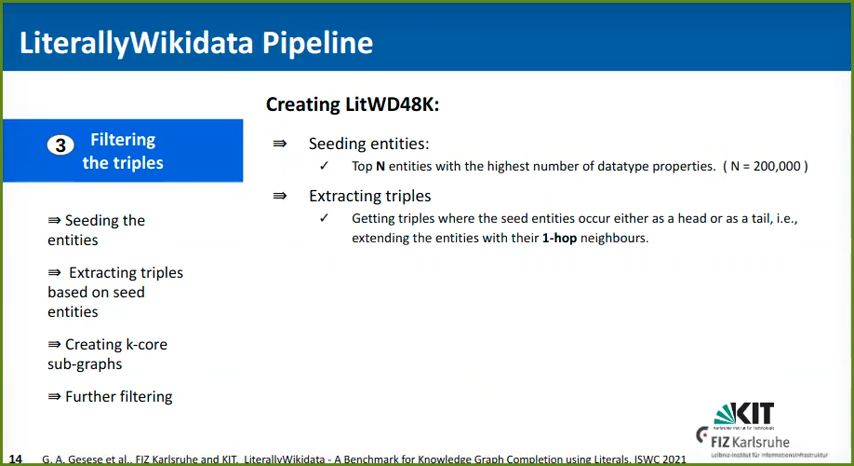 LiterallyWikidata Pipeline
3 Filtering
the triples
⇛ Seeding the
entities
⇛ Extracting triples
based on seed
entities
⇛ Creating k-core
sub-graphs
⇛ Further filtering
Creating LitWD48K:
⇛ Seeding entities:
✓ Top N entities with the highest number of datatype properties. ( N = 200,000 )
⇛ Extracting triples
✓ Getting triples where the seed entities occur either as a head or as a tail, i.e.,
extending the entities with their 1-hop neighbours.
KIT
FIZ Karlsruhe
Leibniz-Institut für Informationsinfrastruktur
14 G. A. Gesese et al., FIZ Karlsruhe and KIT, LiterallyWikidata - A Benchmark for Knowledge Graph Completion using Literals, ISWC 2021